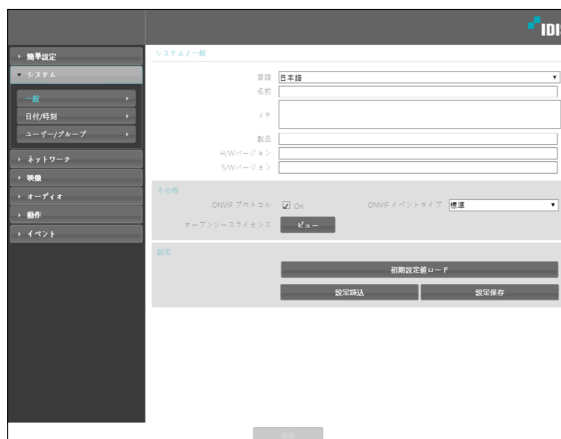 IDIS
簡単設定
システム
一般
日付/時刻
ユーザー/グループ
ネットワーク
映像
オーディオ
動作
イベント
システム / 一般
言語 日本語
名前
メモ
製品
H/Wバージョン
S/Wバージョン
その他
ONVIF プロトコル On ONVIF イベントタイプ 標準
オープンソースライセンス ビュー
設定
初期設定値ロード
設定読込 設定保存